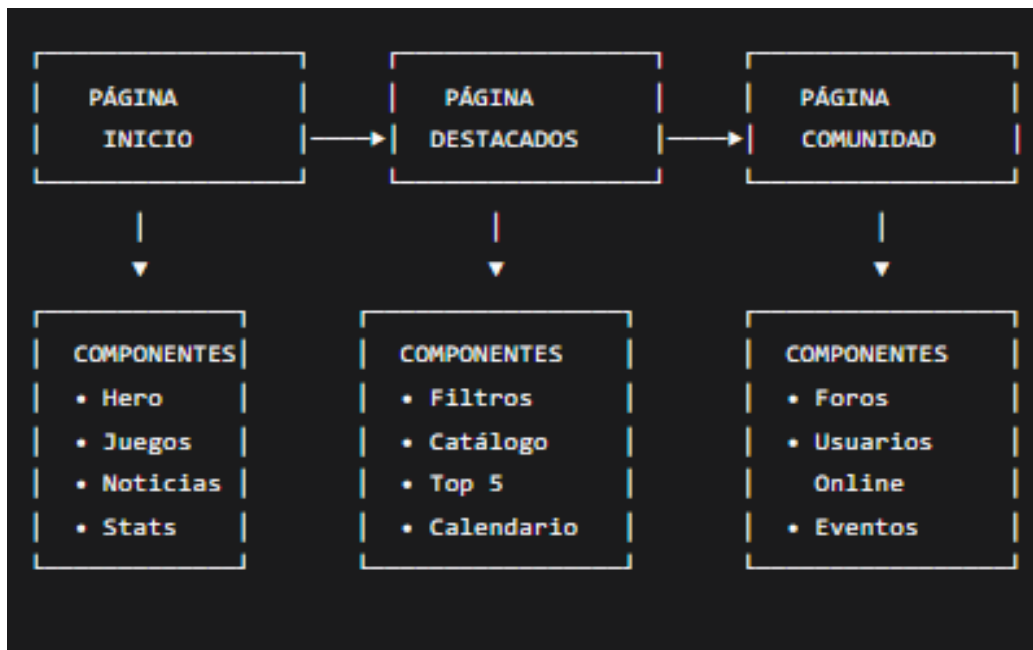 PÁGINA
INICIO
PÁGINA
DESTACADOS
PÁGINA
COMUNIDAD
COMPONENTES
• Hero
• Juegos
• Noticias
• Stats
COMPONENTES
• Filtros
• Catálogo
• Top 5
• Calendario
COMPONENTES
• Foros
• Usuarios
Online
• Eventos